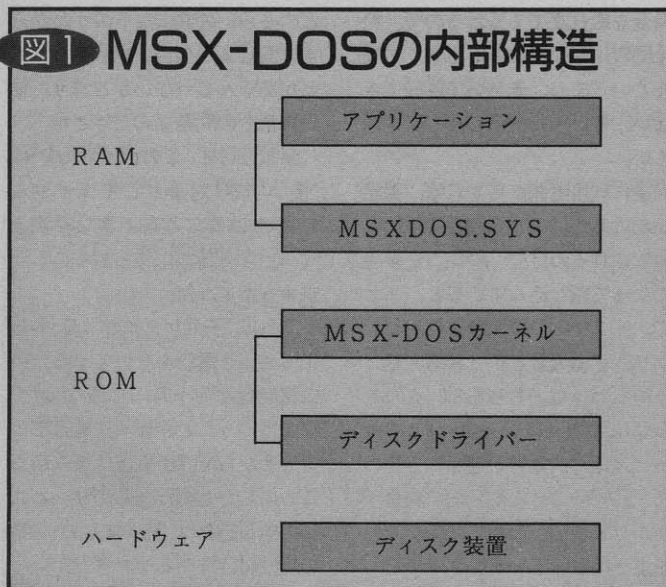 図1 MSX-DOSの内部構造
アプリケーション
RAM
MSXDOS.SYS
MSX-DOSカーネル
ROM
ディスクドライバー
ハードウェア ディスク装置